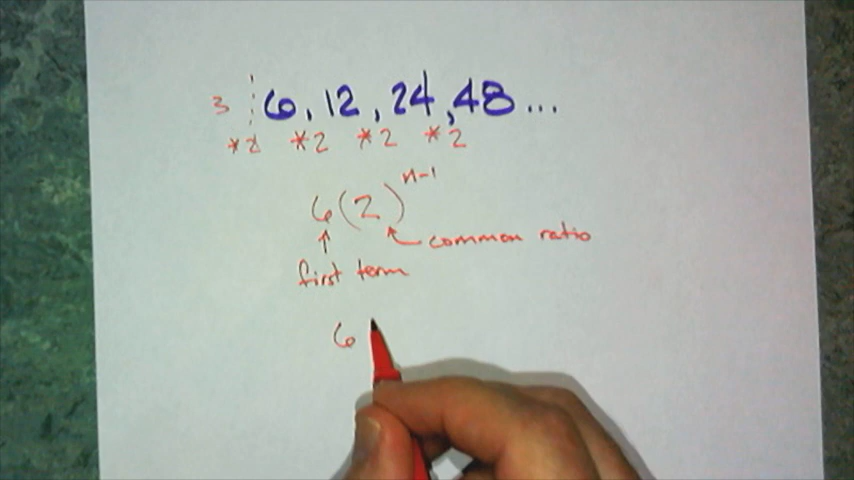 3 6, 12, 24, 48 ...
*2 *2 *2 *2
6(2)^n-1
common ratio
first term
6